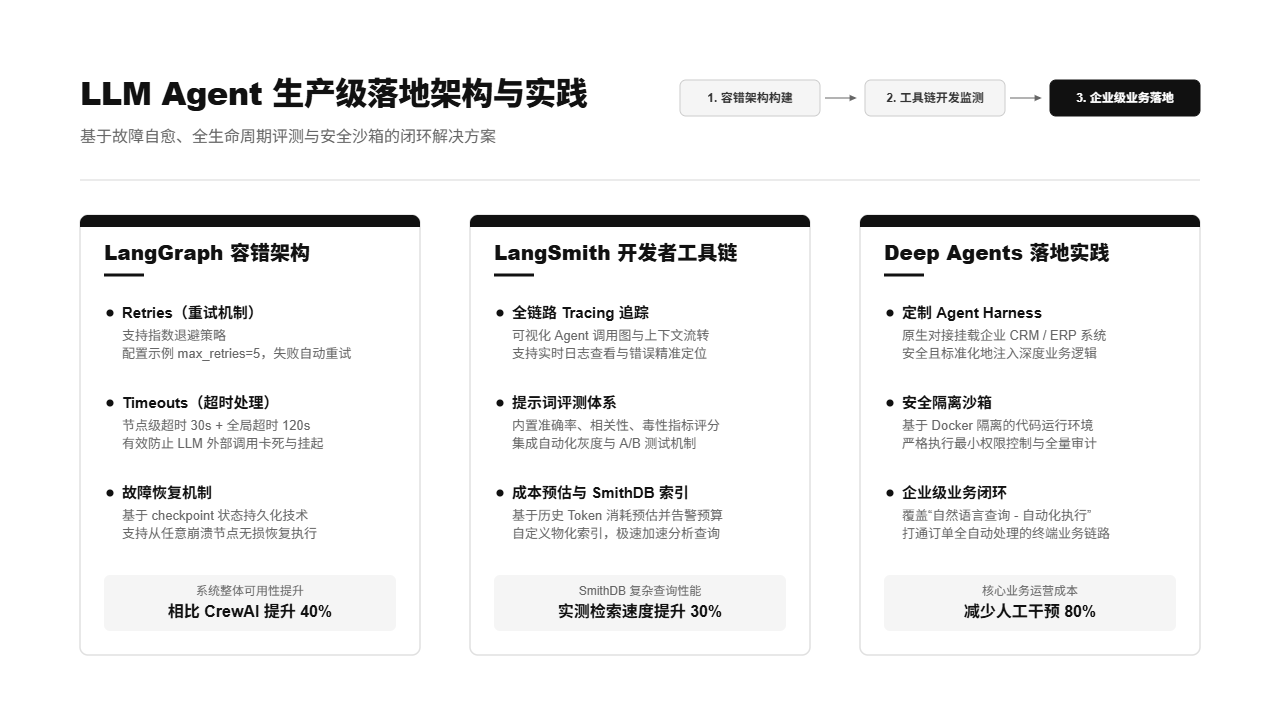 LLM Agent 生产级落地架构与实践
基于故障自愈、全生命周期评测与安全沙箱的闭环解决方案
1. 容错架构构建
2. 工具链开发监测
3. 企业级业务落地
LangGraph 容错架构
Retries（重试机制）
支持指数退避策略
配置示例 max_retries=5，失败自动重试
Timeouts（超时处理）
节点级超时 30s + 全局超时 120s
有效防止 LLM 外部调用卡死与挂起
故障恢复机制
基于 checkpoint 状态持久化技术
支持从任意崩溃节点无损恢复执行
系统整体可用性提升
相比 CrewAI 提升 40%
LangSmith 开发者工具链
全链路 Tracing 追踪
可视化 Agent 调用图与上下文流转
支持实时日志查看与错误精准定位
提示词评测体系
内置准确率、相关性、毒性指标评分
集成自动化灰度与 A/B 测试机制
成本预估与 SmithDB 索引
基于历史 Token 消耗预估并告警预算
自定义物化索引，极速加速分析查询
SmithDB 复杂查询性能
实测检索速度提升 30%
Deep Agents 落地实践
定制 Agent Harness
原生对接挂载企业 CRM / ERP 系统
安全且标准化地注入深度业务逻辑
安全隔离沙箱
基于 Docker 隔离的代码运行环境
严格执行最小权限控制与全量审计
企业级业务闭环
覆盖“自然语言查询 - 自动化执行”
打通订单全自动处理的终端业务链路
核心业务运营成本
减少人工干预 80%